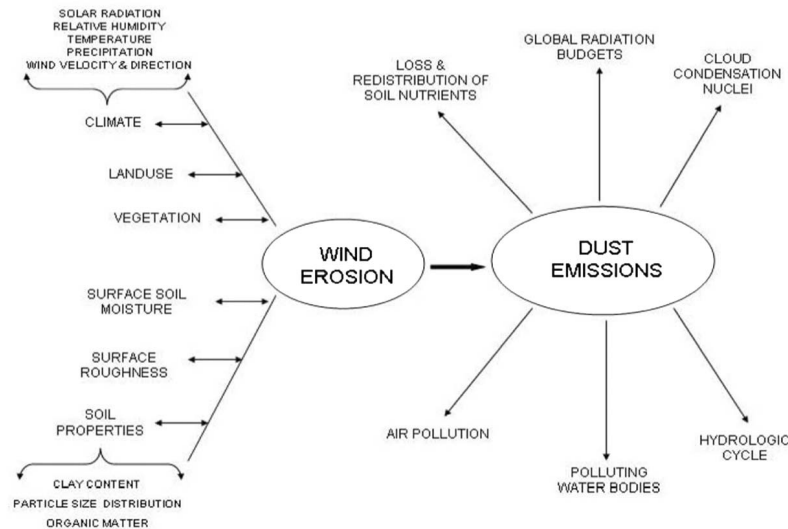 SOLAR RADIATION
RELATIVE HUMIDITY
TEMPERATURE
PRECIPITATION
WIND VELOCITY & DIRECTION
CLIMATE
LANDUSE
VEGETATION
SURFACE SOIL
MOISTURE
SURFACE
ROUGHNESS
SOIL
PROPERTIES
CLAY CONTENT
PARTICLE SIZE DISTRIBUTION
ORGANIC MATTER
WIND
EROSION
LOSS &
REDISTRIBUTION OF
SOIL NUTRIENTS
GLOBAL RADIATION
BUDGETS
CLOUD
CONDENSATION
NUCLEI
DUST
EMISSIONS
AIR POLLUTION
POLLUTING
WATER BODIES
HYDROLOGIC
CYCLE